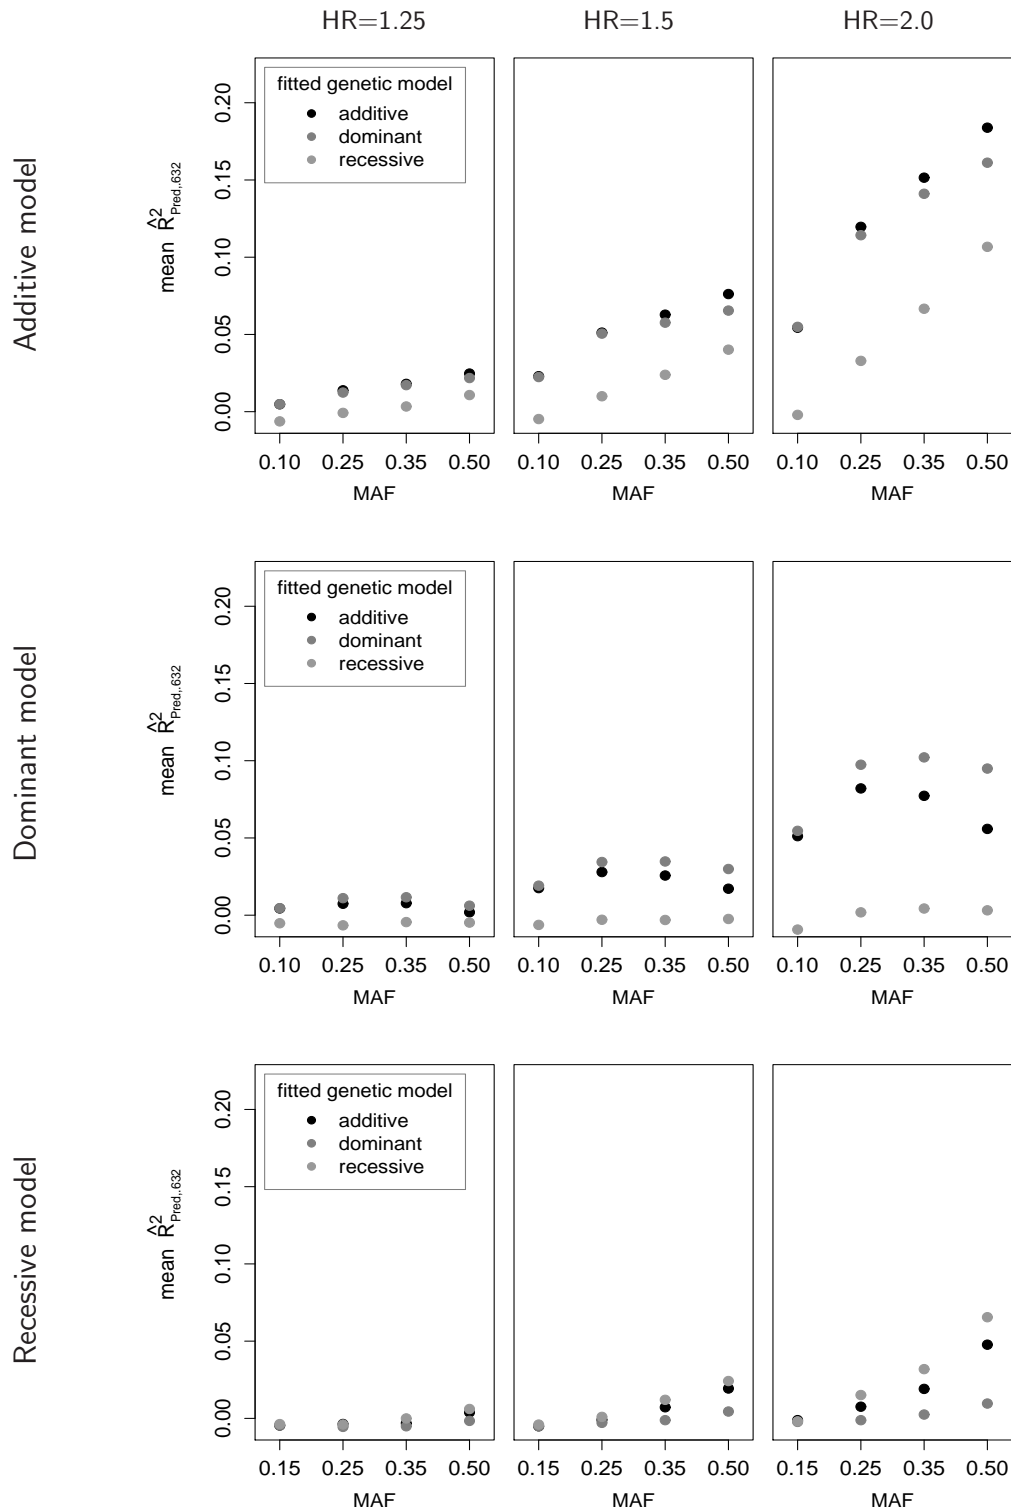 HR=1.25 HR=1.5 HR=2.0
Additive model
mean R̂²Pred,.632
0.00 0.05 0.10 0.15 0.20
fitted genetic model
additive
dominant
recessive
0.10 0.25 0.35 0.50
MAF
0.10 0.25 0.35 0.50
MAF
0.10 0.25 0.35 0.50
MAF
Dominant model
mean R̂²Pred,.632
0.00 0.05 0.10 0.15 0.20
fitted genetic model
additive
dominant
recessive
0.10 0.25 0.35 0.50
MAF
0.10 0.25 0.35 0.50
MAF
0.10 0.25 0.35 0.50
MAF
Recessive model
mean R̂²Pred,.632
0.00 0.05 0.10 0.15 0.20
fitted genetic model
additive
dominant
recessive
0.15 0.25 0.35 0.50
MAF
0.15 0.25 0.35 0.50
MAF
0.15 0.25 0.35 0.50
MAF